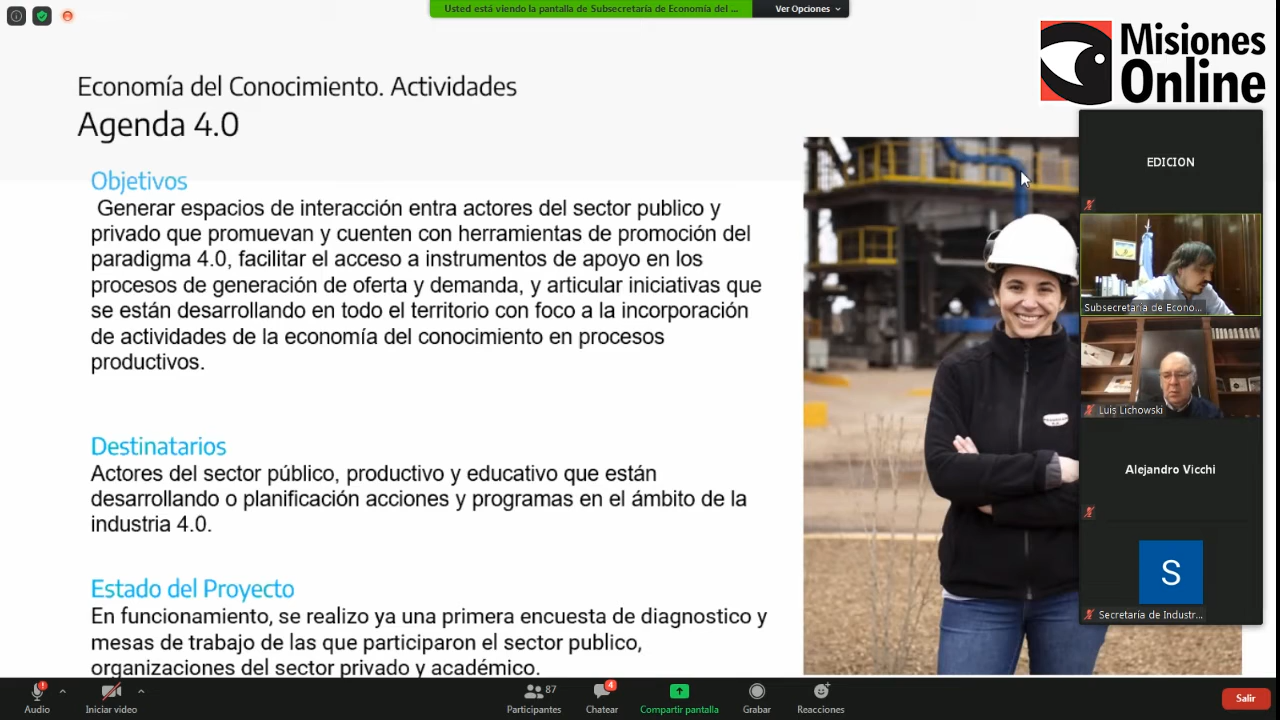 Usted está viendo la pantalla de Subsecretaría de Economía del ...
Ver Opciones
Misiones
Online
Economía del Conocimiento. Actividades
Agenda 4.0
Objetivos
Generar espacios de interacción entra actores del sector publico y
privado que promuevan y cuenten con herramientas de promoción del
paradigma 4.0, facilitar el acceso a instrumentos de apoyo en los
procesos de generación de oferta y demanda, y articular iniciativas que
se están desarrollando en todo el territorio con foco a la incorporación
de actividades de la economía del conocimiento en procesos
productivos.
Destinatarios
Actores del sector público, productivo y educativo que están
desarrollando o planificación acciones y programas en el ámbito de la
industria 4.0.
Estado del Proyecto
En funcionamiento, se realizo ya una primera encuesta de diagnostico y
mesas de trabajo de las que participaron el sector publico,
organizaciones del sector privado y académico.
EDICION
Subsecretaría de Econo...
Luis Lichowski
Alejandro Vicchi
S
Secretaría de Industr...
Audio
Iniciar video
87
Participantes
4
Chatear
Compartir pantalla
Grabar
Reacciones
Salir